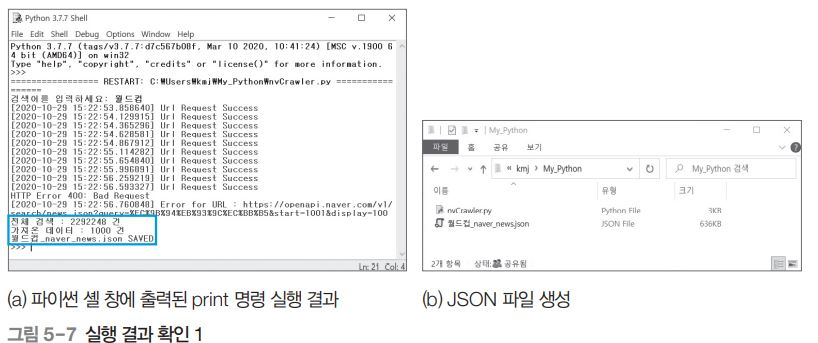 Python 3.7.7 Shell
File Edit Shell Debug Options Window Help
Python 3.7.7 (tags/v3.7.7:d7c567b08f, Mar 10 2020, 10:41:24) [MSC v.1900 6
4 bit (AMD64)] on win32
Type "help", "copyright", "credits" or "license()" for more information.
>>>
================= RESTART: C:₩Users₩kmj₩My_Python₩nvCrawler.py ===========
======
검색어를 입력하세요: 월드컵
[2020-10-29 15:22:53.858640] Url Request Success
[2020-10-29 15:22:54.129915] Url Request Success
[2020-10-29 15:22:54.365296] Url Request Success
[2020-10-29 15:22:54.628581] Url Request Success
[2020-10-29 15:22:54.867912] Url Request Success
[2020-10-29 15:22:55.114282] Url Request Success
[2020-10-29 15:22:55.654840] Url Request Success
[2020-10-29 15:22:55.996891] Url Request Success
[2020-10-29 15:22:56.259219] Url Request Success
[2020-10-29 15:22:56.593327] Url Request Success
HTTP Error 400: Bad Request
[2020-10-29 15:22:56.760848] Error for URL : https://openapi.naver.com/v1/
search/news.json?query=%EC%9B%94%EB%93%9C%EC%BB%B5&start=1001&display=100
전체 검색 : 2292248 건
가져온 데이터 : 1000 건
월드컵_naver_news.json SAVED
>>>
Ln: 21 Col: 4
My_Python
파일 홈 공유 보기
kmj > My_Python
My_Python 검색
이름 유형 크기
nvCrawler.py Python File 3KB
월드컵_naver_news.json JSON File 636KB
2개 항목 상태: 공유됨
(a) 파이썬 셸 창에 출력된 print 명령 실행 결과
(b) JSON 파일 생성
그림 5-7 실행 결과 확인 1